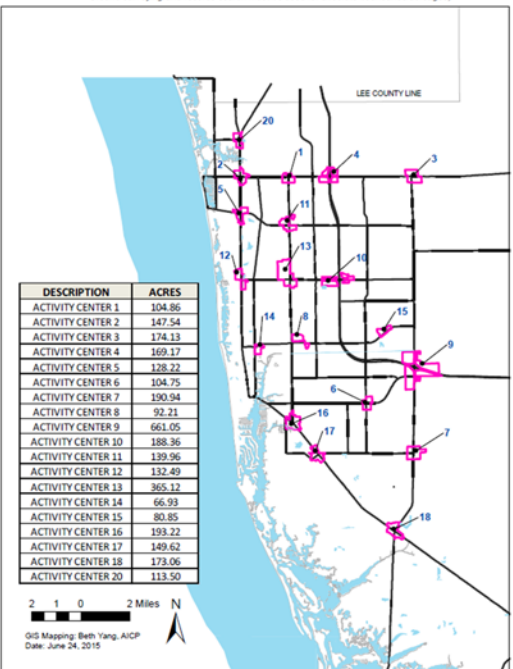 LEE COUNTY LINE
20
2
1
4
3
5
11
12
13
10
15
14
8
9
6
16
17
7
18
DESCRIPTION ACRES
ACTIVITY CENTER 1 104.86
ACTIVITY CENTER 2 147.54
ACTIVITY CENTER 3 174.13
ACTIVITY CENTER 4 169.17
ACTIVITY CENTER 5 128.22
ACTIVITY CENTER 6 104.75
ACTIVITY CENTER 7 190.94
ACTIVITY CENTER 8 92.21
ACTIVITY CENTER 9 661.05
ACTIVITY CENTER 10 188.36
ACTIVITY CENTER 11 139.96
ACTIVITY CENTER 12 132.49
ACTIVITY CENTER 13 365.12
ACTIVITY CENTER 14 66.93
ACTIVITY CENTER 15 80.85
ACTIVITY CENTER 16 193.22
ACTIVITY CENTER 17 149.62
ACTIVITY CENTER 18 173.06
ACTIVITY CENTER 20 113.50
2 1 0 2 Miles N
GIS Mapping: Beth Yang, AICP
Date: June 24, 2015